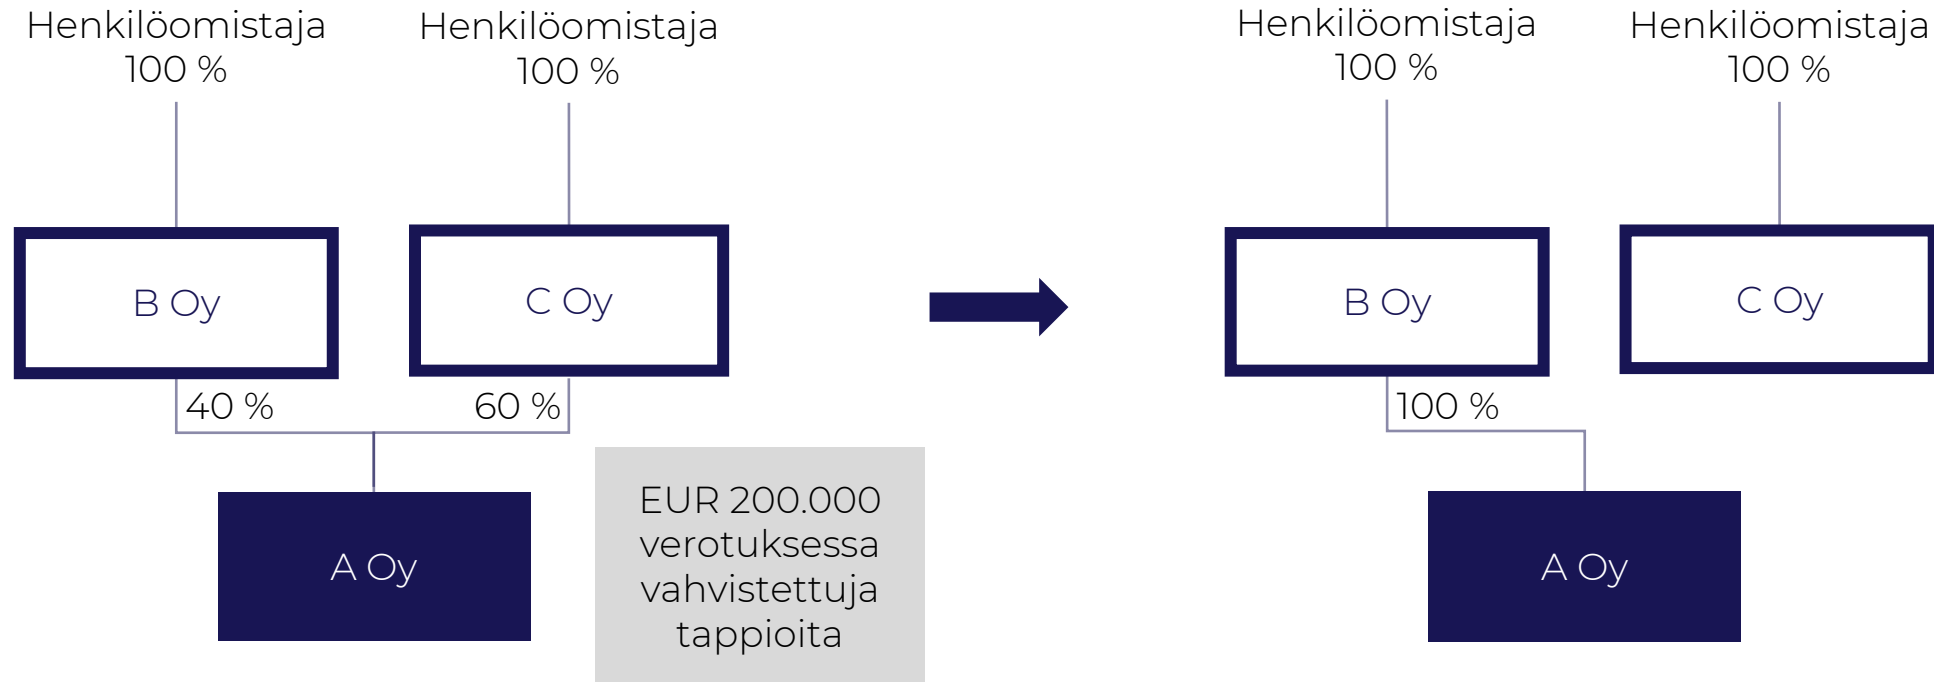 Henkilöomistaja
100 %
Henkilöomistaja
100 %
B Oy
C Oy
40 %
60 %
A Oy
EUR 200.000
verotuksessa
vahvistettuja
tappioita
Henkilöomistaja
100 %
Henkilöomistaja
100 %
B Oy
C Oy
100 %
A Oy